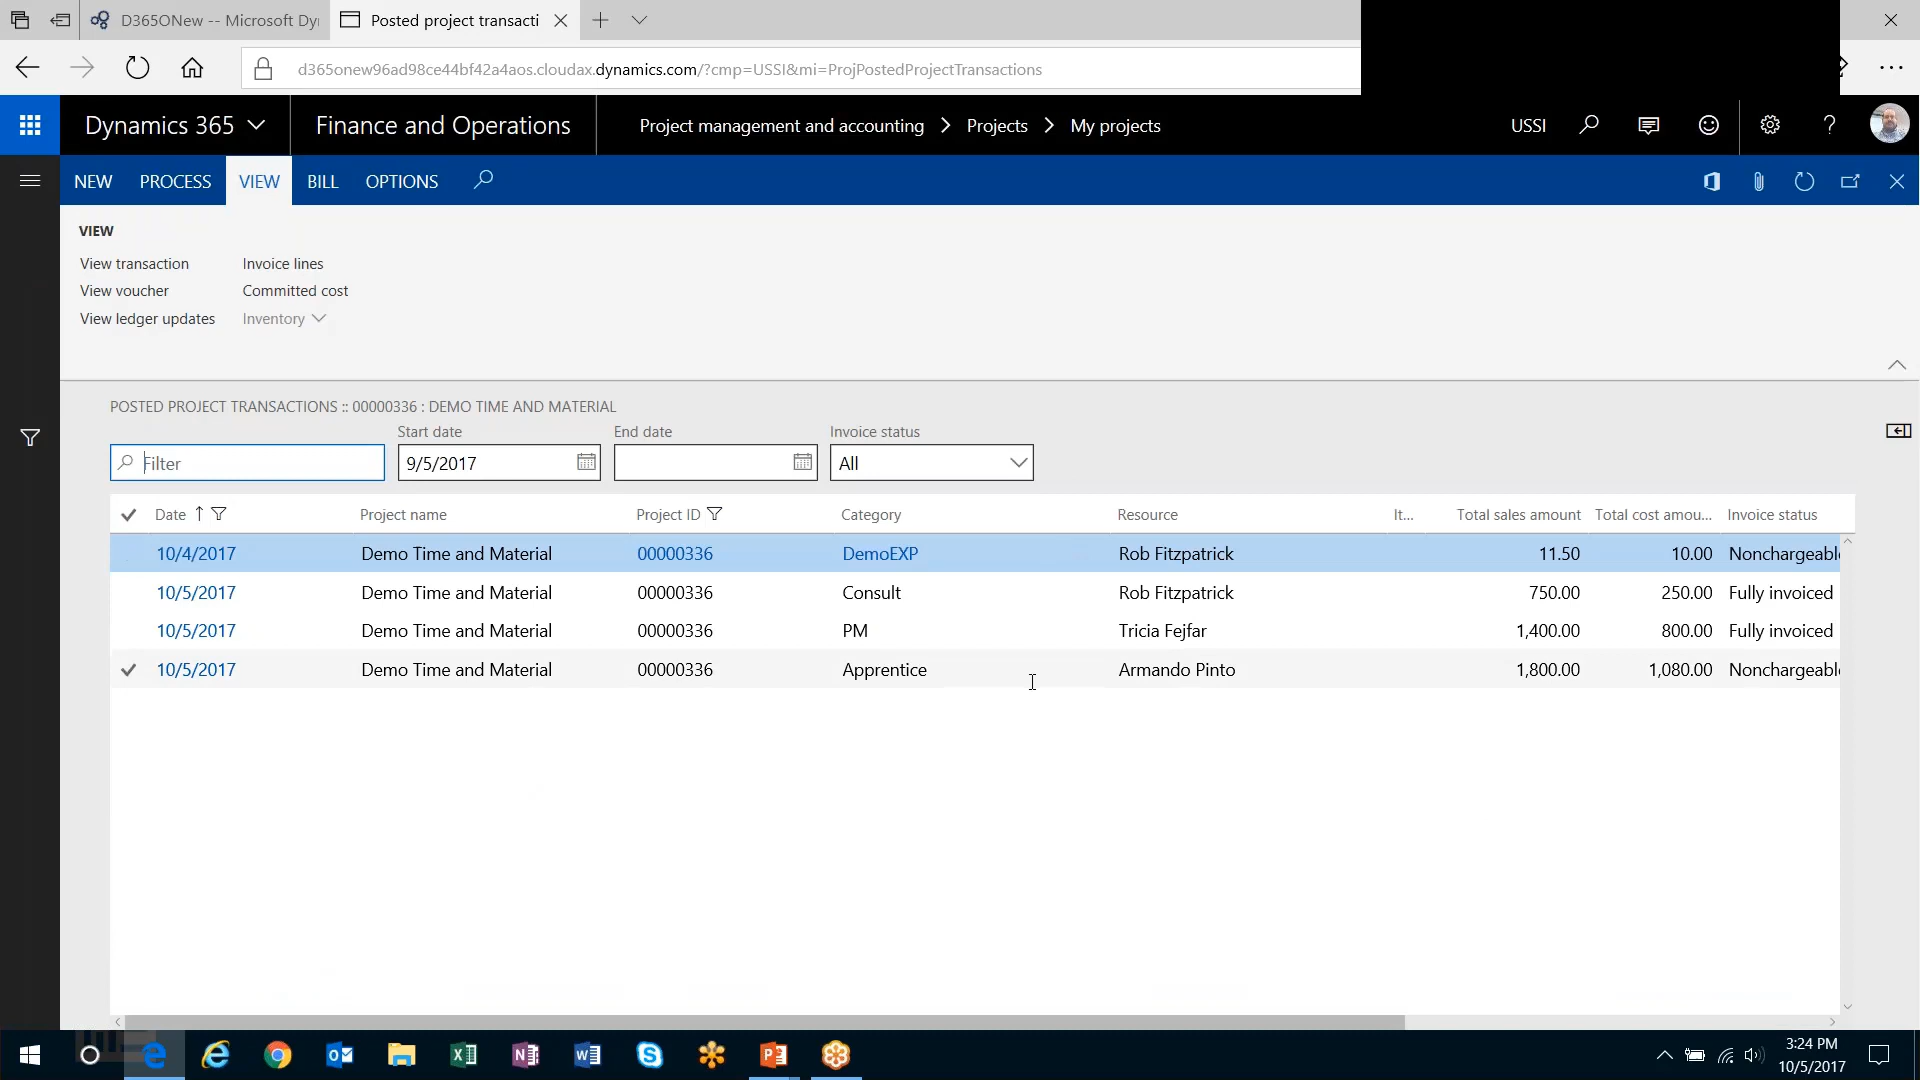 D365ONew -- Microsoft Dy
Posted project transacti
d365onew96ad98ce44bf42a4aos.cloudax.dynamics.com/?cmp=USSI&mi=ProjPostedProjectTransactions
Dynamics 365
Finance and Operations
Project management and accounting > Projects > My projects
USSI
?
NEW PROCESS VIEW BILL OPTIONS
VIEW
View transaction Invoice lines
View voucher Committed cost
View ledger updates Inventory
POSTED PROJECT TRANSACTIONS :: 00000336 : DEMO TIME AND MATERIAL
Start date End date Invoice status
Filter 9/5/2017 All
Date Project name Project ID Category Resource It... Total sales amount Total cost amou... Invoice status
10/4/2017 Demo Time and Material 00000336 DemoEXP Rob Fitzpatrick 11.50 10.00 Nonchargeabl
10/5/2017 Demo Time and Material 00000336 Consult Rob Fitzpatrick 750.00 250.00 Fully invoiced
10/5/2017 Demo Time and Material 00000336 PM Tricia Fejfar 1,400.00 800.00 Fully invoiced
10/5/2017 Demo Time and Material 00000336 Apprentice Armando Pinto 1,800.00 1,080.00 Nonchargeabl
3:24 PM
10/5/2017